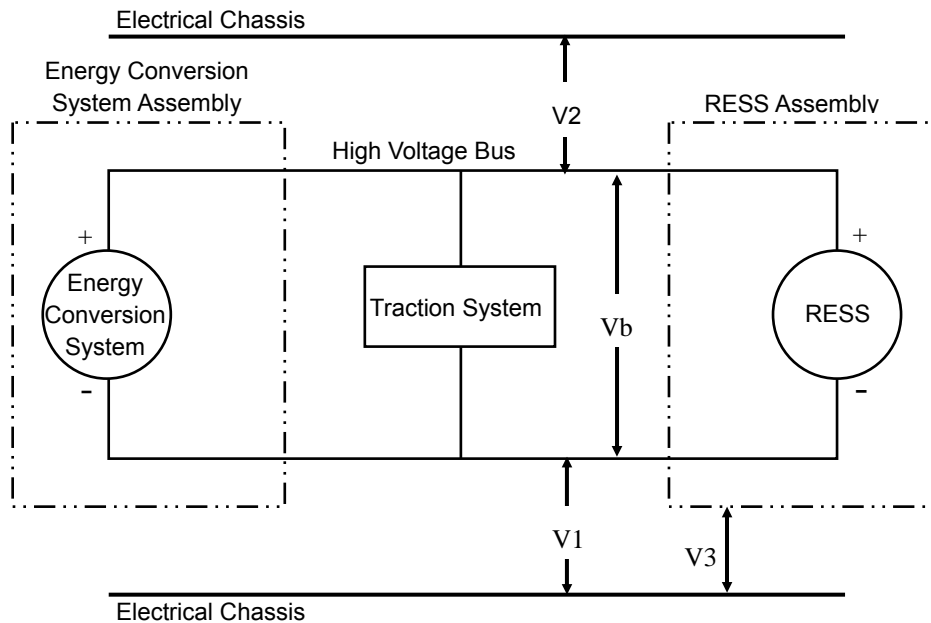 Electrical Chassis
Energy Conversion
System Assembly
V2
RESS Assembly
High Voltage Bus
+
+
Energy
Conversion
System
Traction System
Vb
RESS
-
-
V1
V3
Electrical Chassis